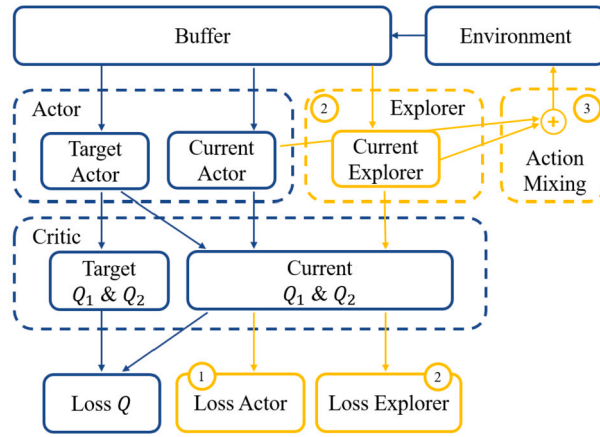 Buffer
Environment
Actor
2
Explorer
3
Target
Actor
Current
Actor
Current
Explorer
+
Action
Mixing
Critic
Target
Q₁ & Q₂
Current
Q₁ & Q₂
1
2
Loss Q
Loss Actor
Loss Explorer